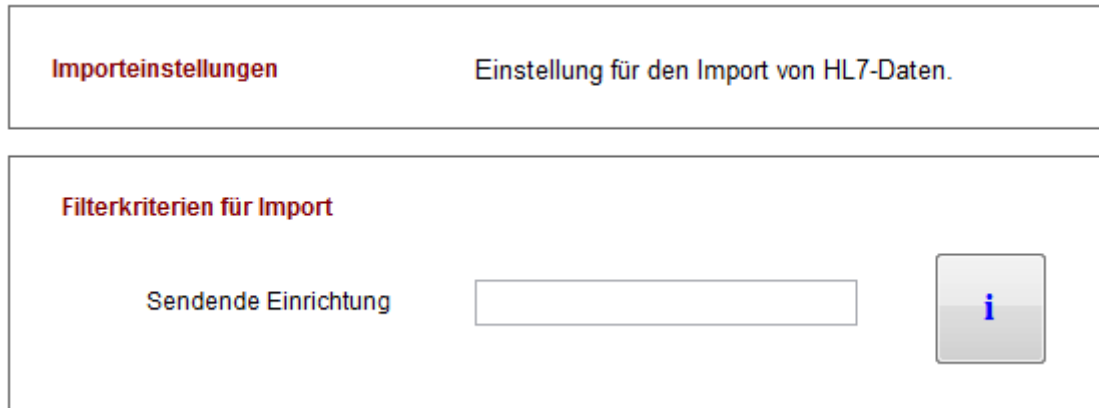 Importeinstellungen Einstellung für den Import von HL7-Daten.
Filterkriterien für Import
Sendende Einrichtung i